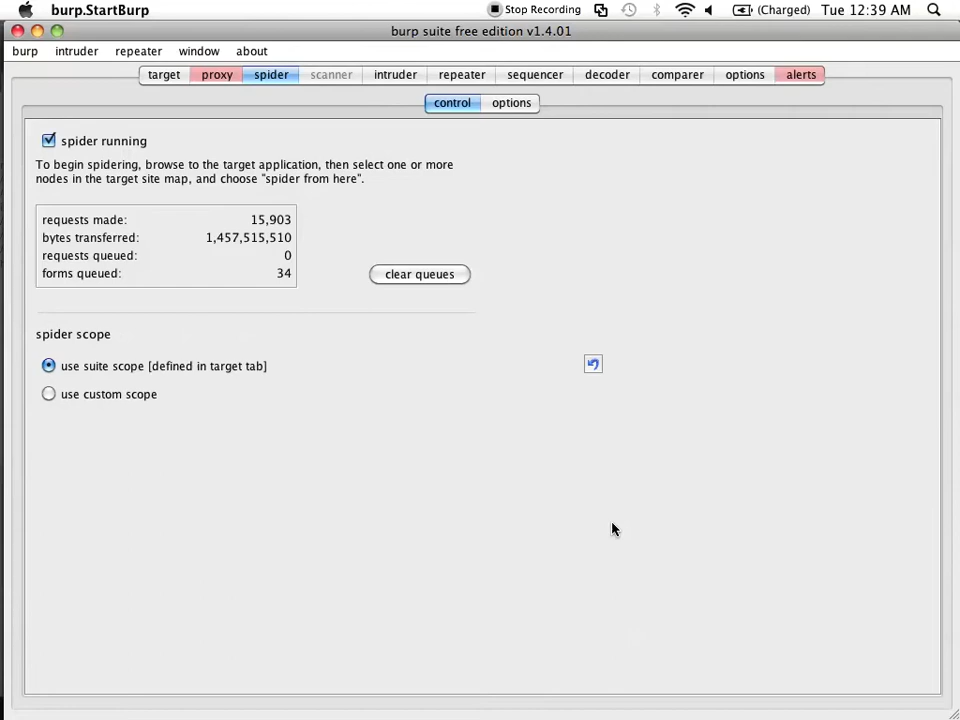 burp.StartBurp Stop Recording (Charged) Tue 12:39 AM
burp suite free edition v1.4.01
burp intruder repeater window about
target proxy spider scanner intruder repeater sequencer decoder comparer options alerts
control options
spider running
To begin spidering, browse to the target application, then select one or more
nodes in the target site map, and choose "spider from here".
requests made: 15,903
bytes transferred: 1,457,515,510
requests queued: 0
forms queued: 34
clear queues
spider scope
use suite scope [defined in target tab]
use custom scope